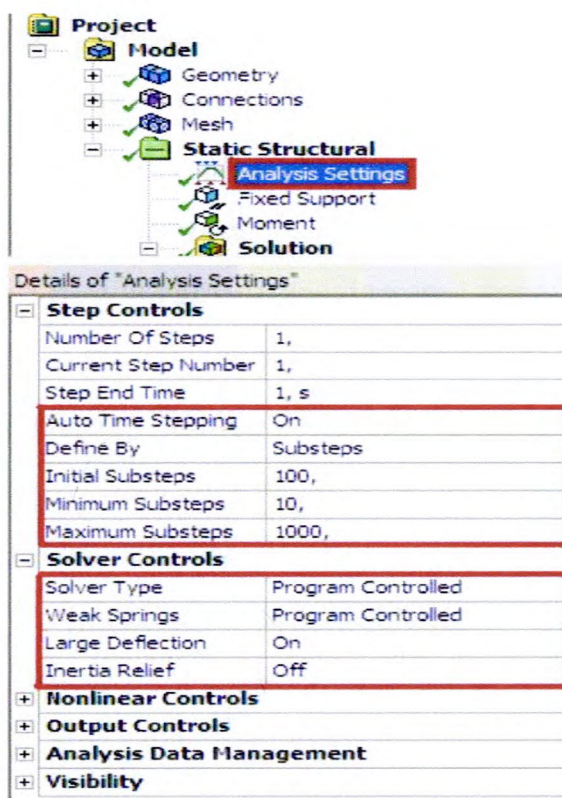 Project
Model
Geometry
Connections
Mesh
Static Structural
Analysis Settings
Fixed Support
Moment
Solution
Details of "Analysis Settings"
Step Controls
Number Of Steps 1,
Current Step Number 1,
Step End Time 1, s
Auto Time Stepping On
Define By Substeps
Initial Substeps 100,
Minimum Substeps 10,
Maximum Substeps 1000,
Solver Controls
Solver Type Program Controlled
Weak Springs Program Controlled
Large Deflection On
Inertia Relief Off
Nonlinear Controls
Output Controls
Analysis Data Management
Visibility